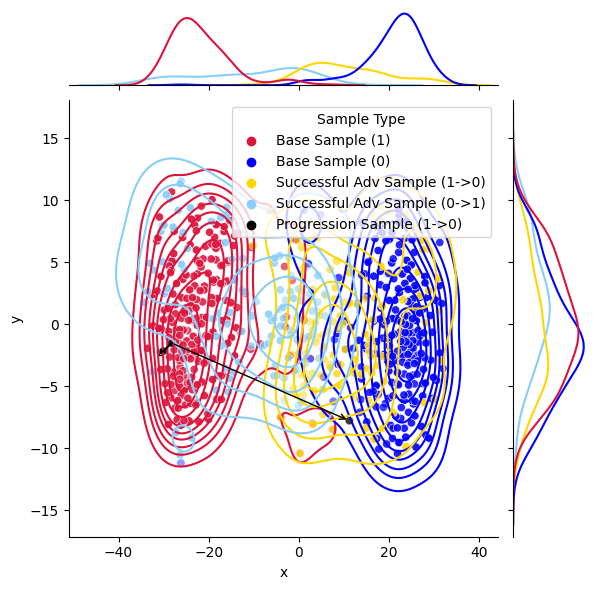 Sample Type
Base Sample (1)
Base Sample (0)
Successful Adv Sample (1->0)
Successful Adv Sample (0->1)
Progression Sample (1->0)
15
10
5
0
−5
−10
−15
y
−40
−20
0
20
40
x